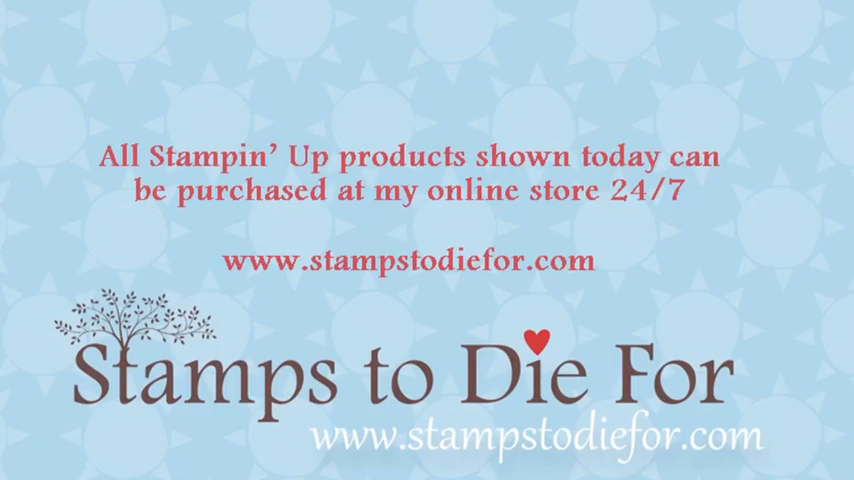 All Stampin' Up products shown today can
be purchased at my online store 24/7
www.stampstodiefor.com
Stamps to Die For
www.stampstodiefor.com